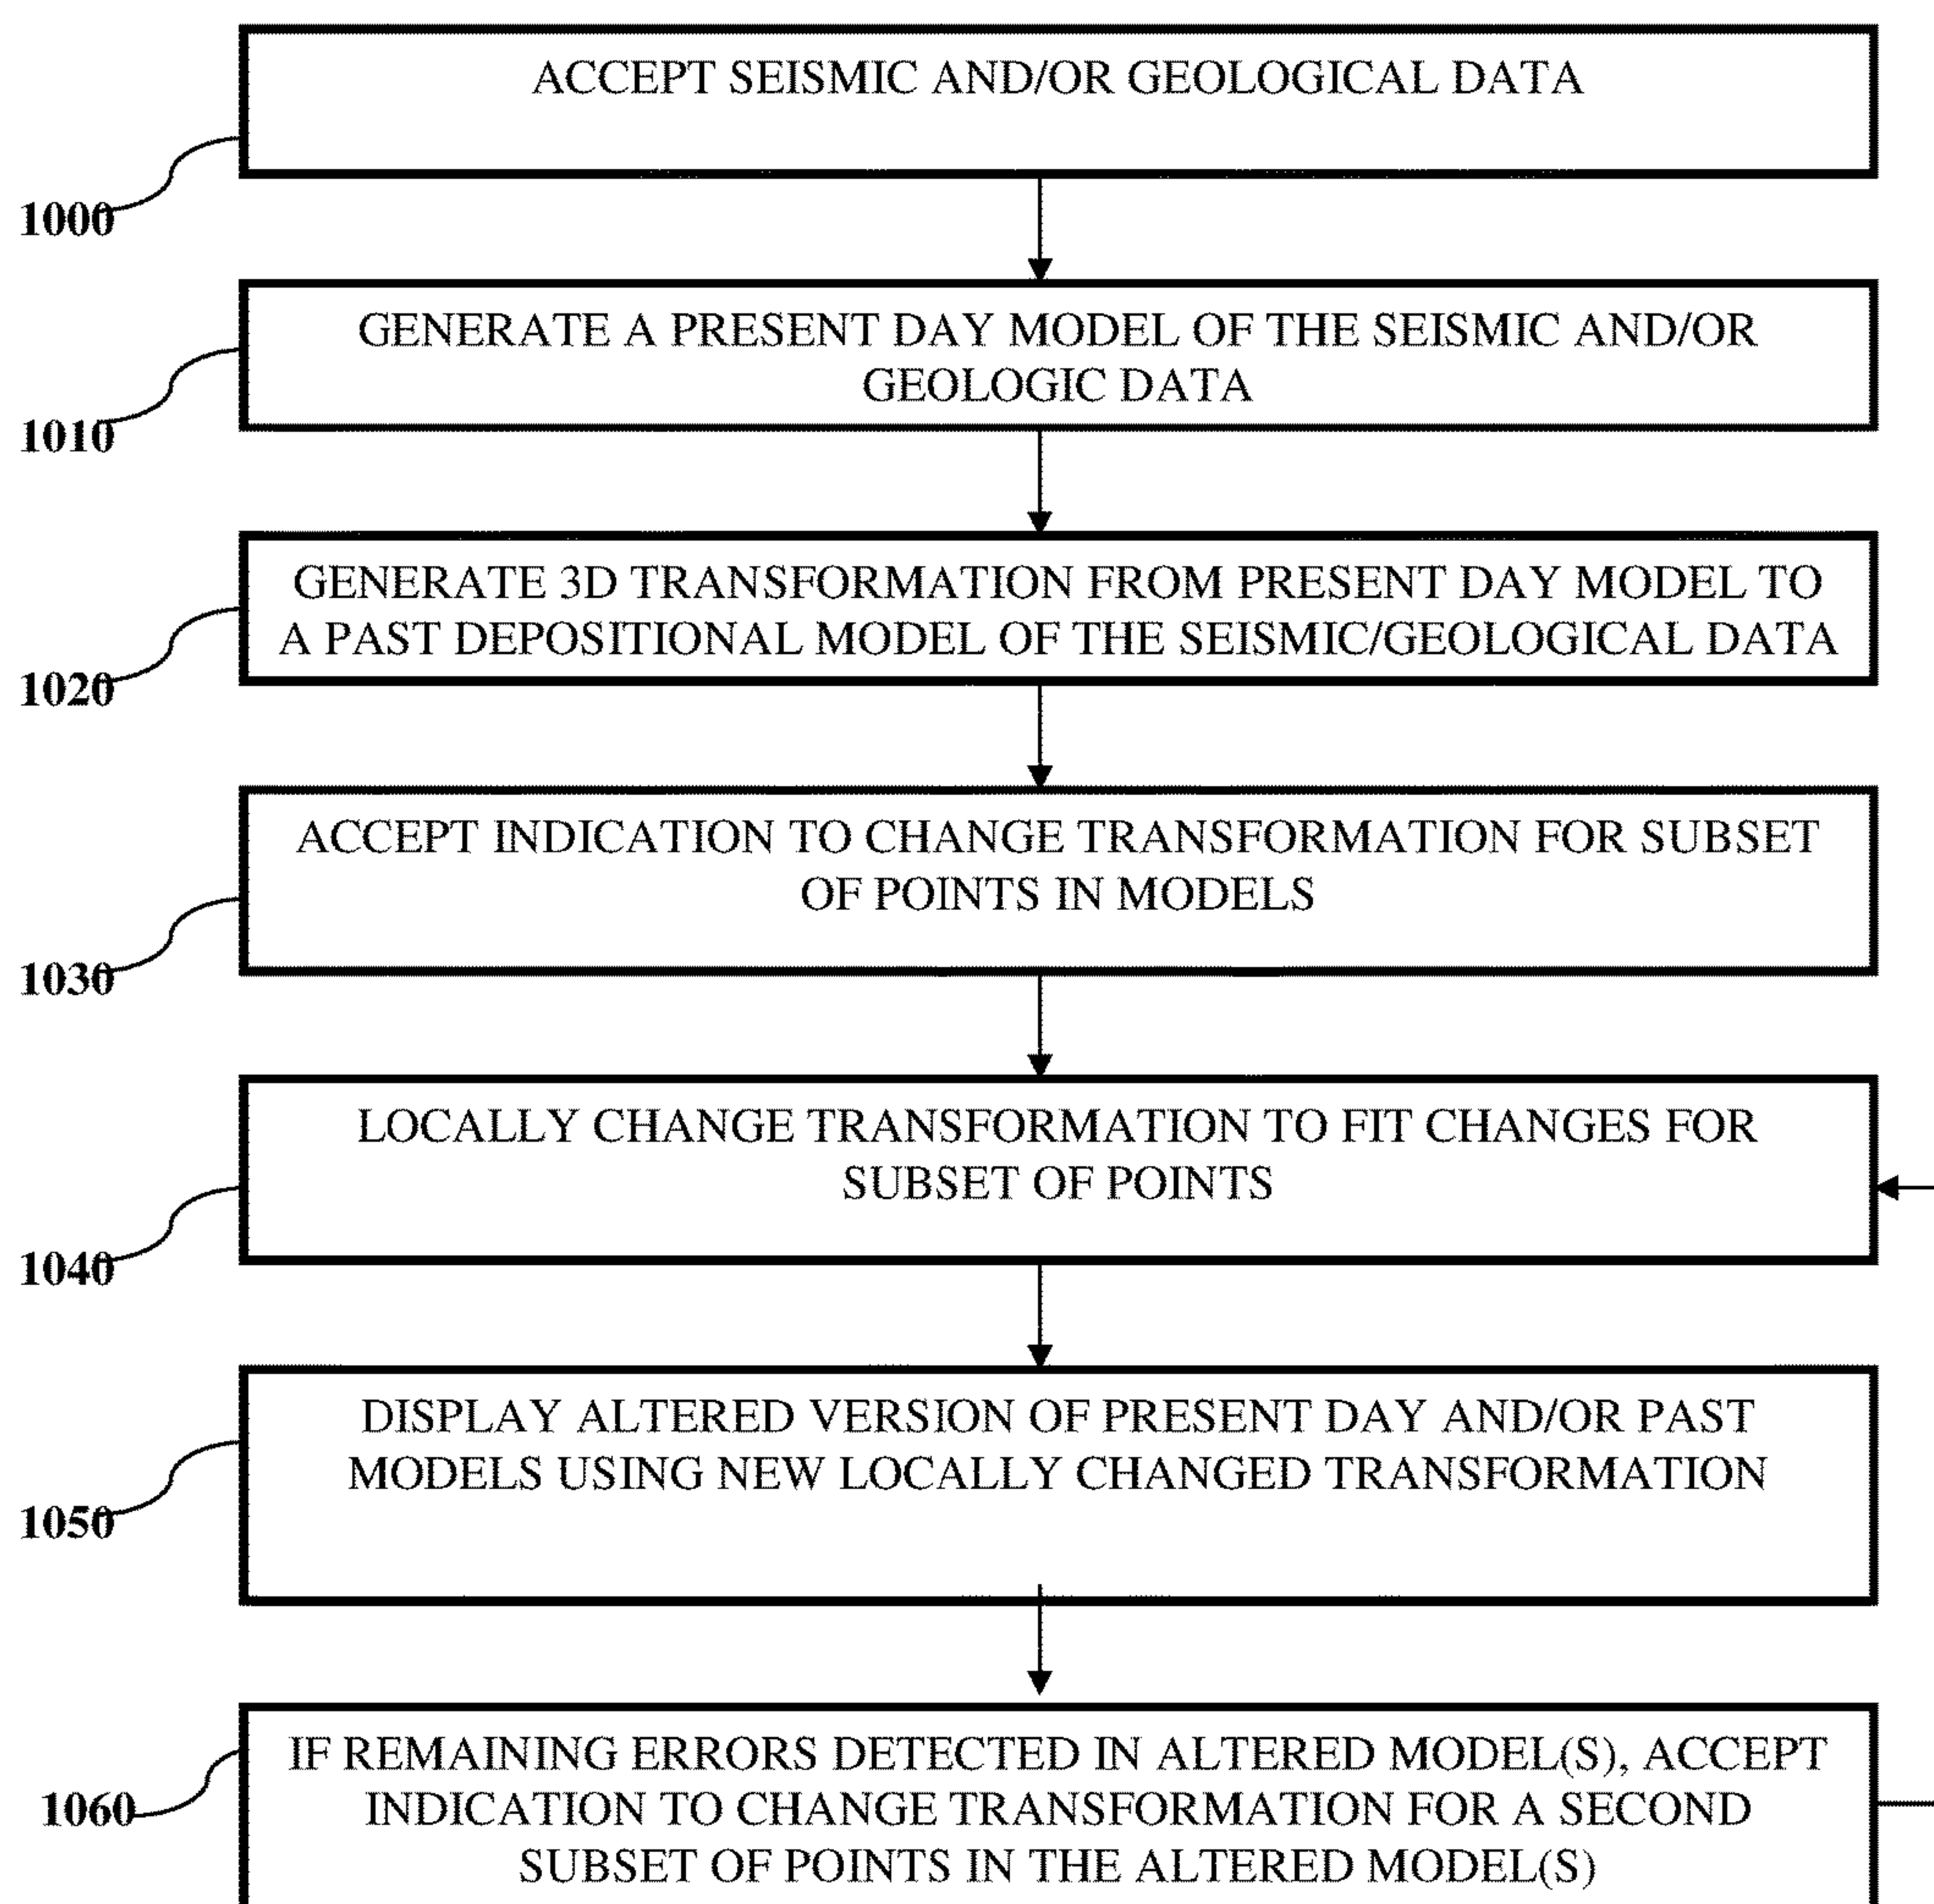 ACCEPT SEISMIC AND/OR GEOLOGICAL DATA
1000
GENERATE A PRESENT DAY MODEL OF THE SEISMIC AND/OR
GEOLOGIC DATA
1010
GENERATE 3D TRANSFORMATION FROM PRESENT DAY MODEL TO
A PAST DEPOSITIONAL MODEL OF THE SEISMIC/GEOLOGICAL DATA
1020
ACCEPT INDICATION TO CHANGE TRANSFORMATION FOR SUBSET
OF POINTS IN MODELS
1030
LOCALLY CHANGE TRANSFORMATION TO FIT CHANGES FOR
SUBSET OF POINTS
1040
DISPLAY ALTERED VERSION OF PRESENT DAY AND/OR PAST
MODELS USING NEW LOCALLY CHANGED TRANSFORMATION
1050
IF REMAINING ERRORS DETECTED IN ALTERED MODEL(S), ACCEPT
INDICATION TO CHANGE TRANSFORMATION FOR A SECOND
SUBSET OF POINTS IN THE ALTERED MODEL(S)
1060